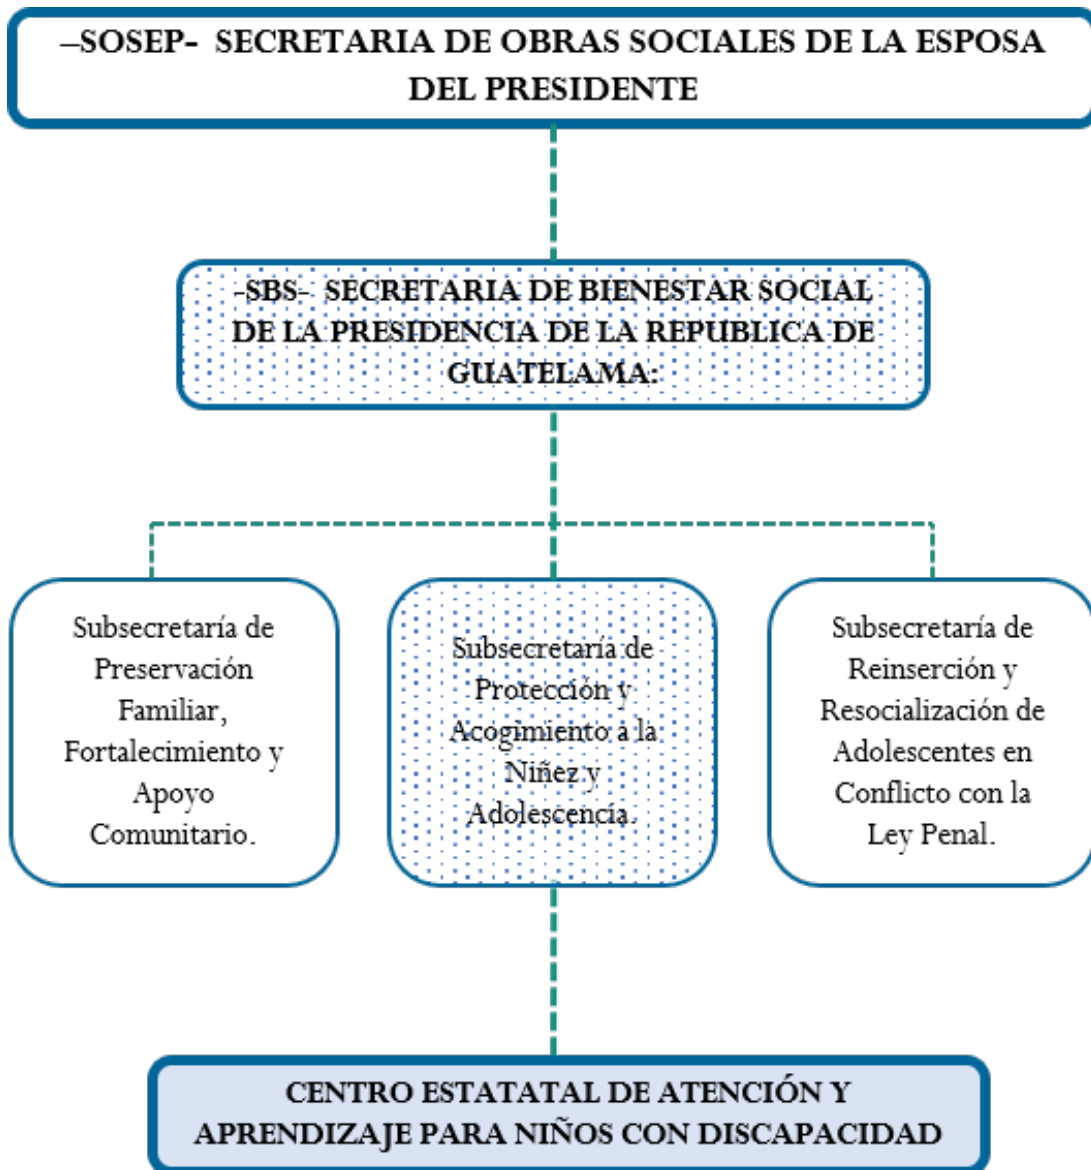 –SOSEP- SECRETARIA DE OBRAS SOCIALES DE LA ESPOSA
DEL PRESIDENTE
-SBS- SECRETARIA DE BIENESTAR SOCIAL
DE LA PRESIDENCIA DE LA REPUBLICA DE
GUATELAMA:
Subsecretaría de
Preservación
Familiar,
Fortalecimiento y
Apoyo
Comunitario.
Subsecretaría de
Protección y
Acogimiento a la
Niñez y
Adolescencia.
Subsecretaría de
Reinserción y
Resocialización de
Adolescentes en
Conflicto con la
Ley Penal.
CENTRO ESTATATAL DE ATENCIÓN Y
APRENDIZAJE PARA NIÑOS CON DISCAPACIDAD